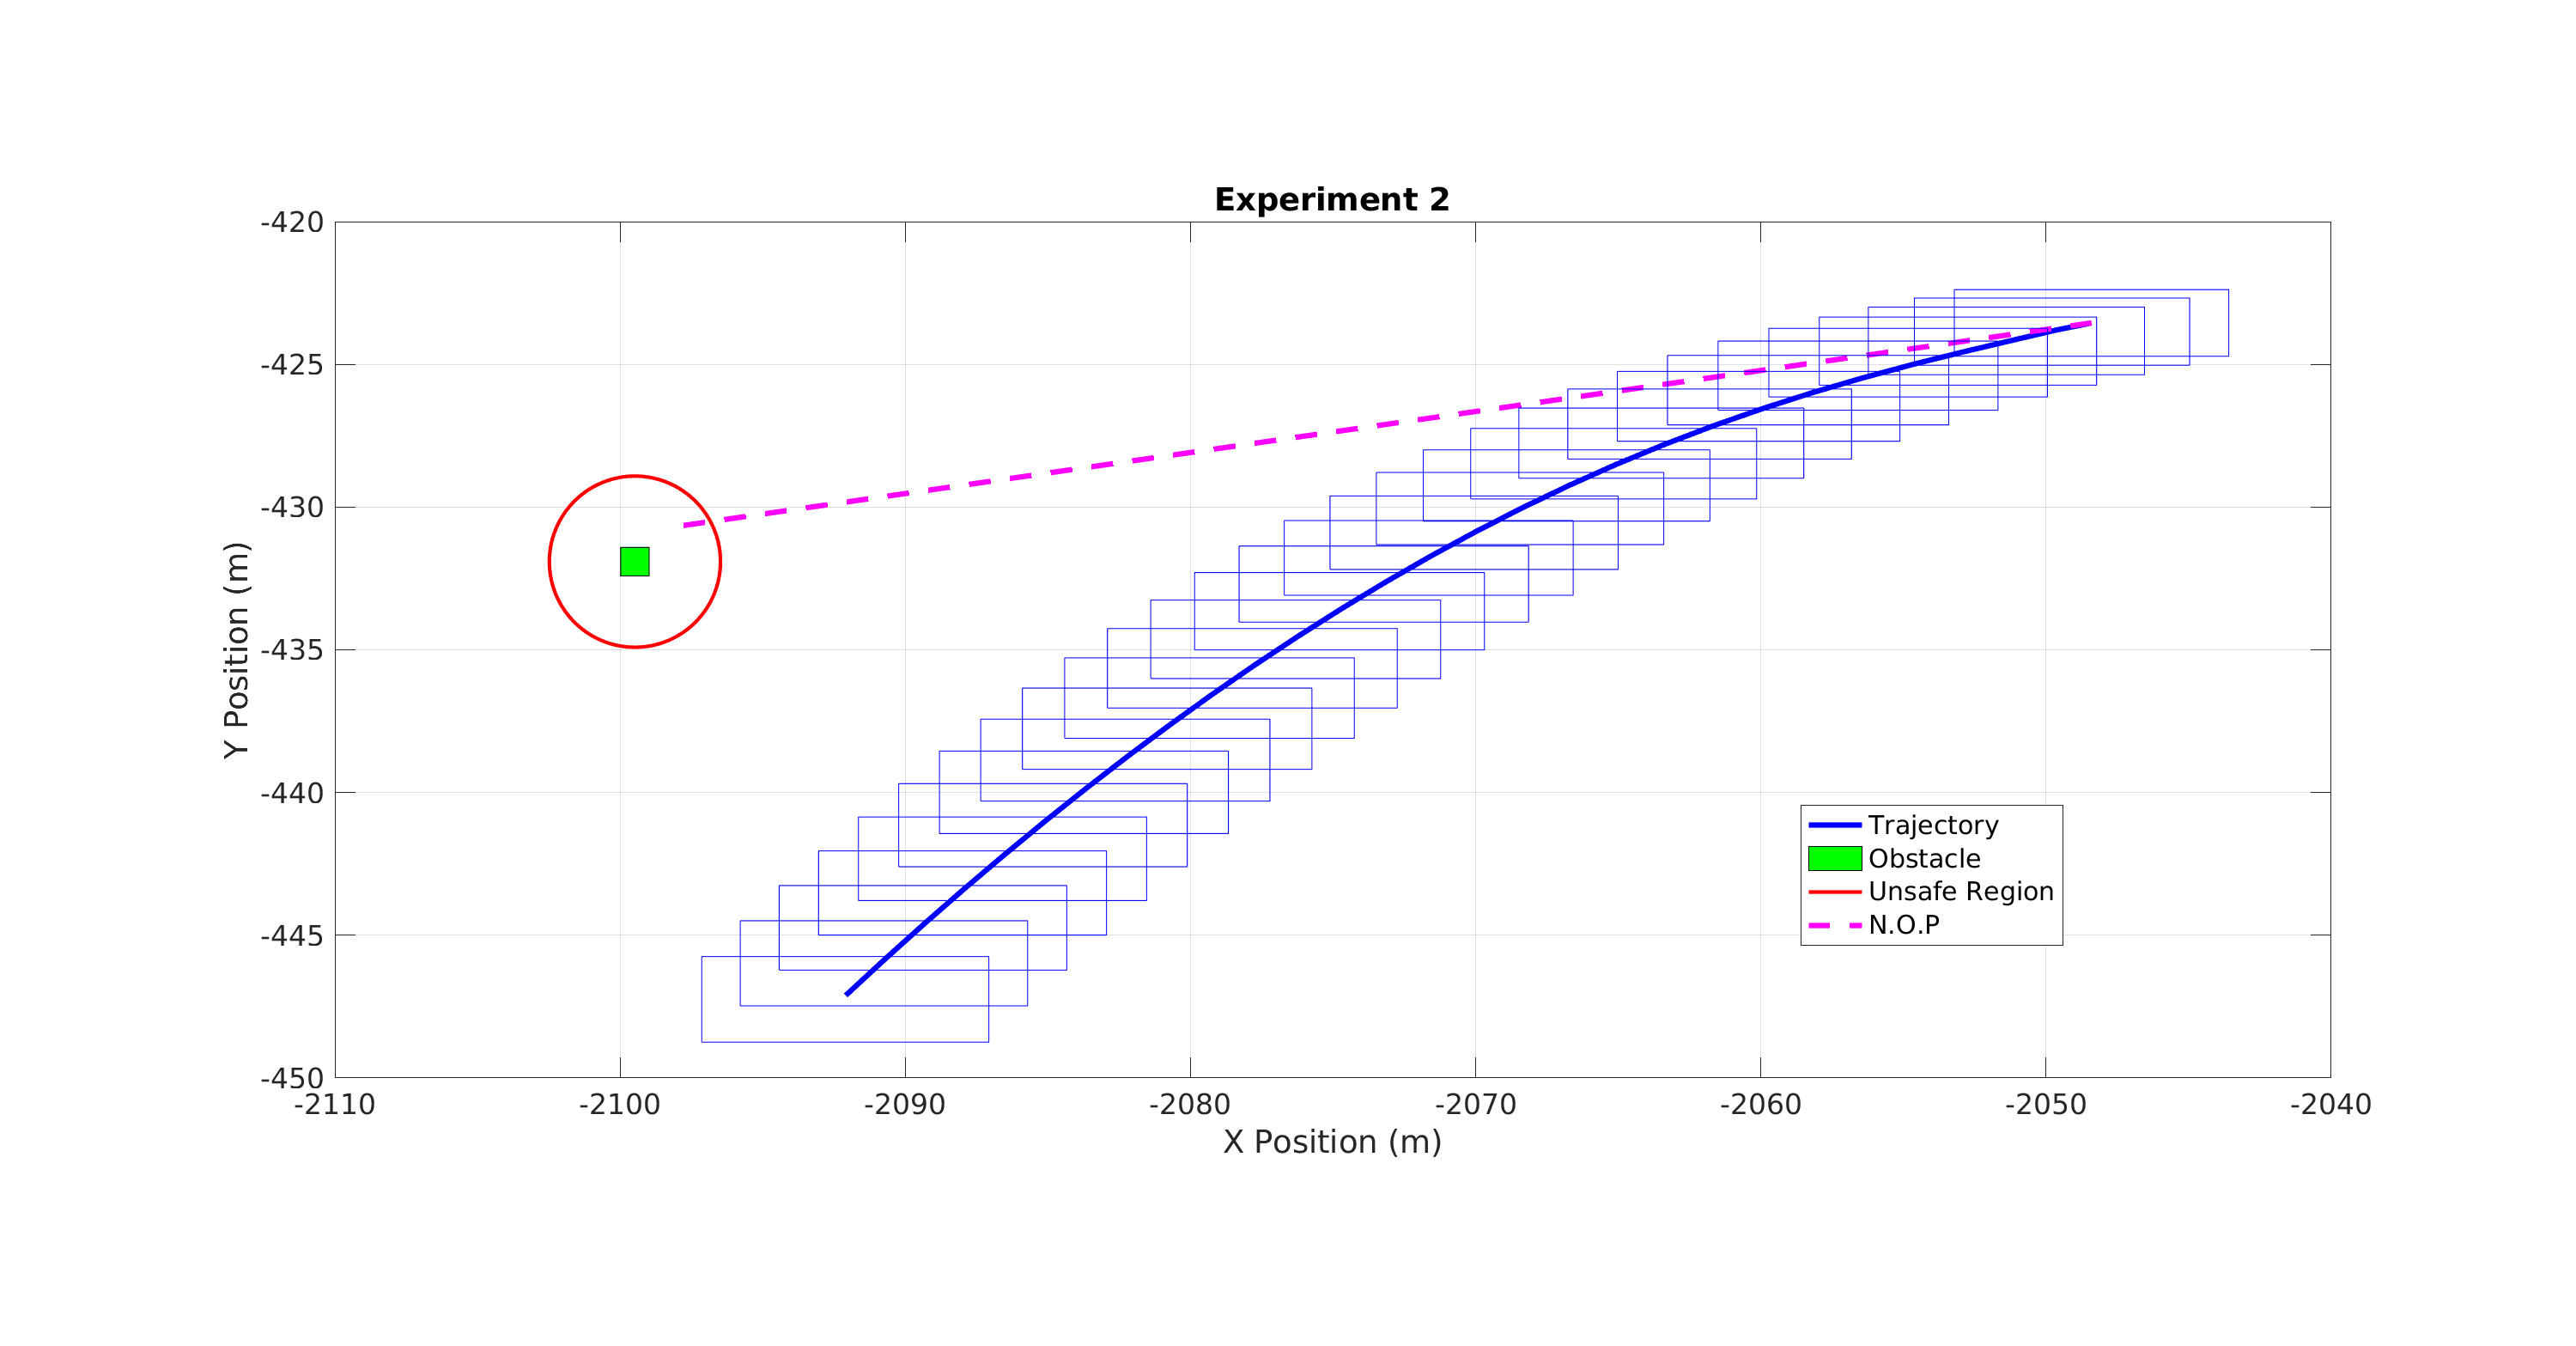 Experiment 2
-420
-425
-430
-435
-440
-445
-450
Y Position (m)
-2110 -2100 -2090 -2080 -2070 -2060 -2050 -2040
X Position (m)
Trajectory
Obstacle
Unsafe Region
N.O.P